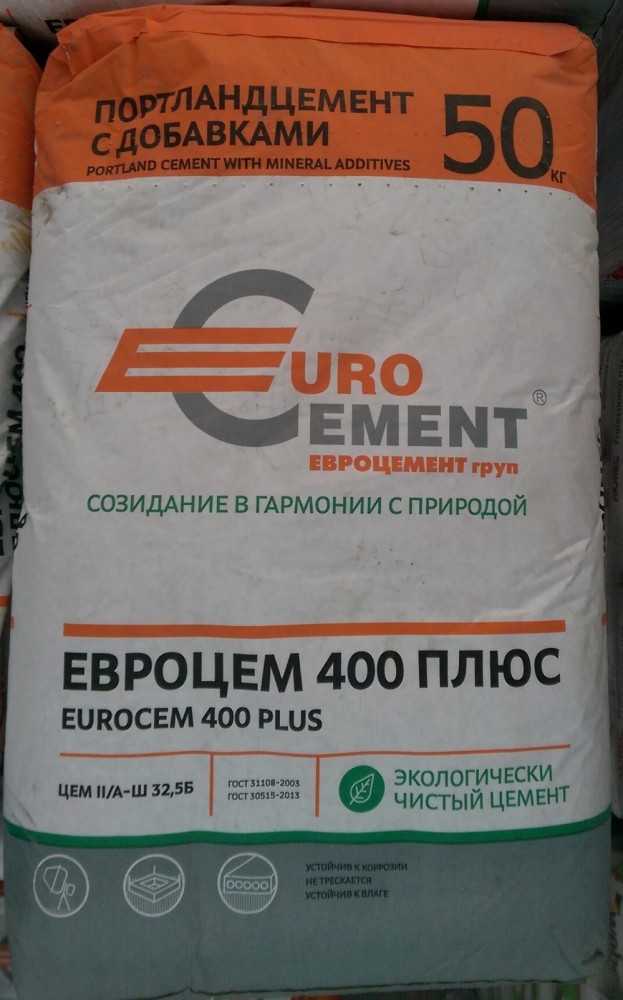 ПОРТЛАНДЦЕМЕНТ
С ДОБАВКАМИ
PORTLAND CEMENT WITH MINERAL ADDITIVES
50 КГ
EURO
CEMENT ®
ЕВРОЦЕМЕНТ груп
СОЗИДАНИЕ В ГАРМОНИИ С ПРИРОДОЙ
ЕВРОЦЕМ 400 ПЛЮС
EUROCEM 400 PLUS
ЦЕМ II/А-Ш 32,5Б
ГОСТ 31108-2003
ГОСТ 30515-2013
ЭКОЛОГИЧЕСКИ
ЧИСТЫЙ ЦЕМЕНТ
УСТОЙЧИВ К КОРРОЗИИ
НЕ ТРЕСКАЕТСЯ
УСТОЙЧИВ К ВЛАГЕ